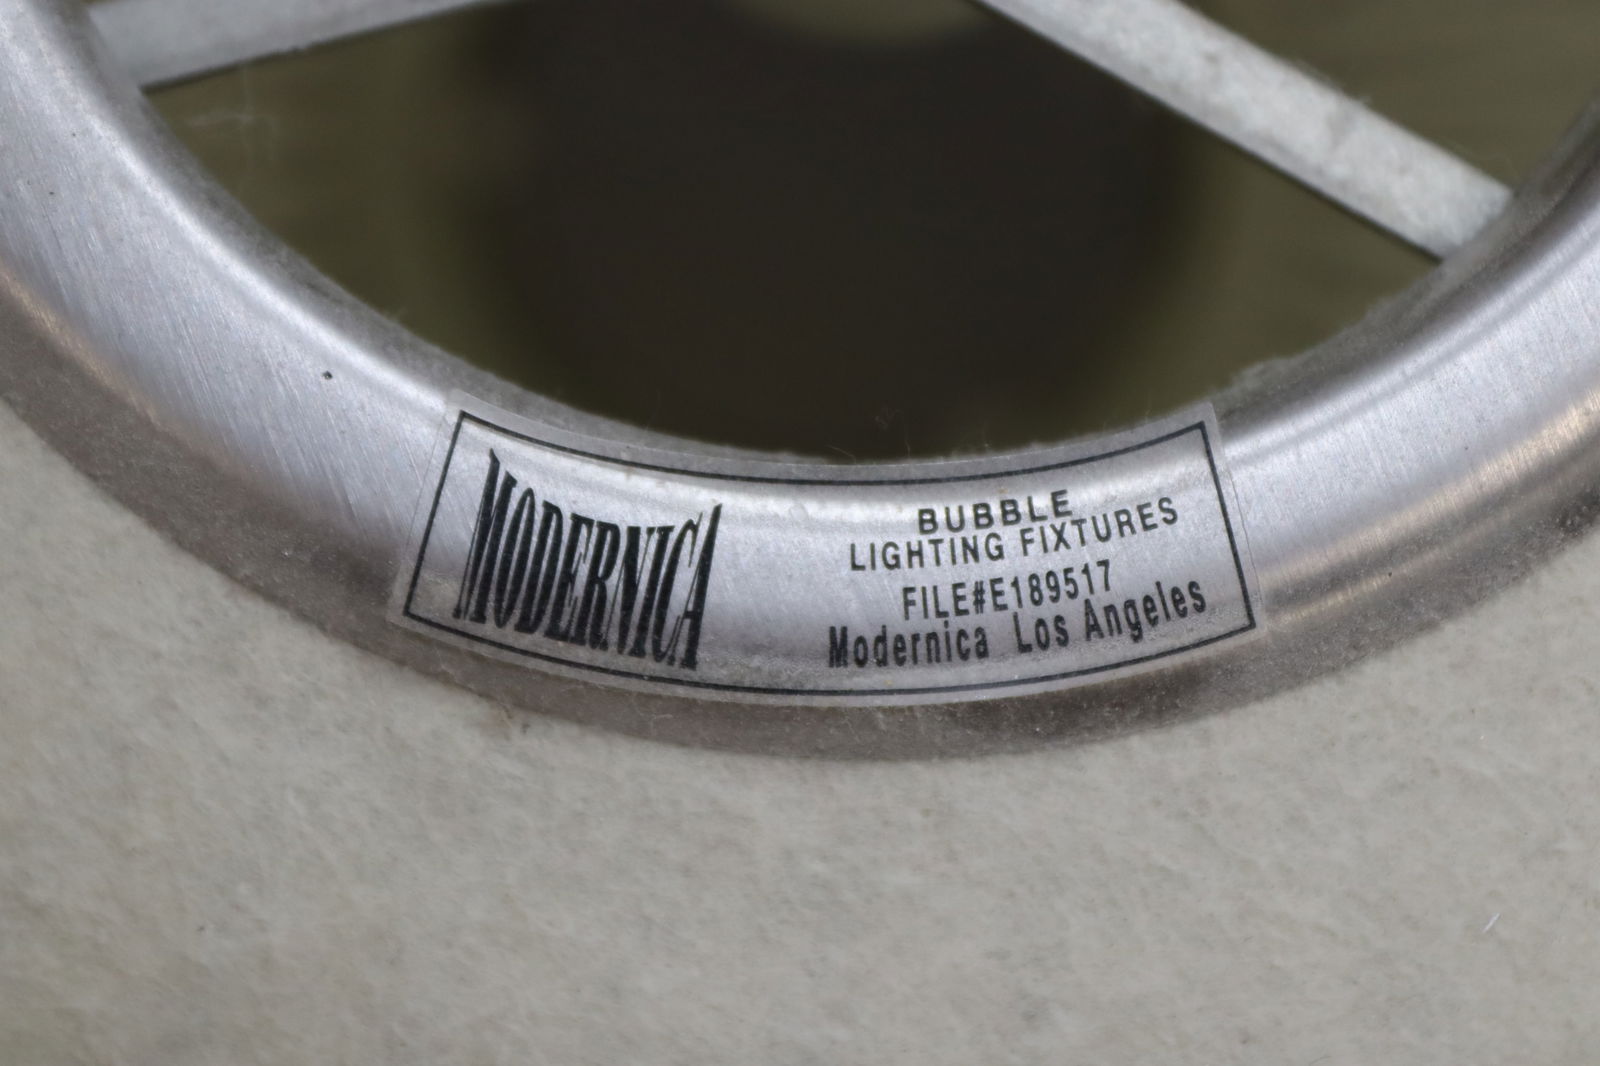 MODERNICA
BUBBLE
LIGHTING FIXTURES
FILE#E189517
Modernica Los Angeles